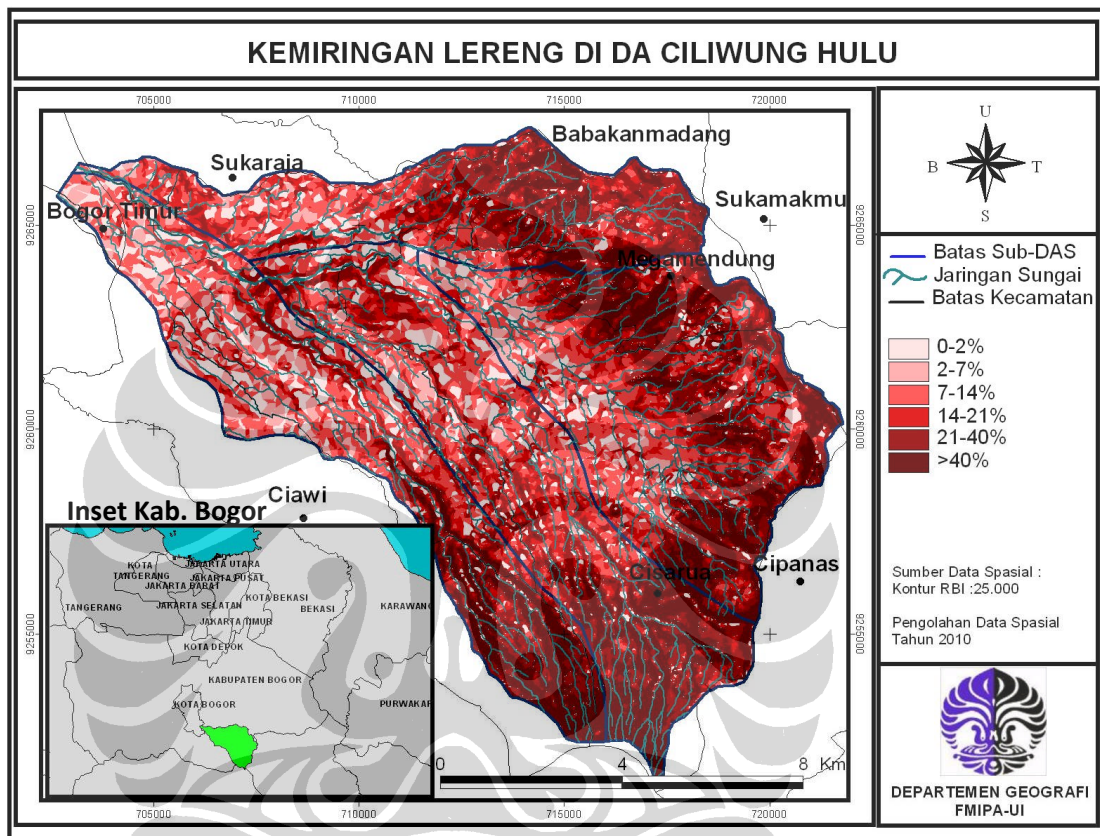 KEMIRINGAN LERENG DI DA CILIWUNG HULU
705000 710000 715000 720000
Babakanmadang
Sukaraja
Sukamakmu
Bogor Timur
9265000
9265000
Megamendung
9260000
9260000
Ciawi
Cipanas
Cisarua
9255000
9255000
Inset Kab. Bogor
JAKARTA UTARA
KOTA
TANGERANG
JAKARTA PUSAT
JAKARTA BARAT
KOTA BEKASI
TANGERANG
JAKARTA SELATAN
BEKASI
KARAWANG
JAKARTA TIMUR
KOTA DEPOK
KABUPATEN BOGOR
KOTA BOGOR
PURWAKAR
0 4 8 Km
705000 710000 715000 720000
U
B T
S
Batas Sub-DAS
Jaringan Sungai
Batas Kecamatan
0-2%
2-7%
7-14%
14-21%
21-40%
>40%
Sumber Data Spasial :
Kontur RBI :25.000
Pengolahan Data Spasial
Tahun 2010
DEPARTEMEN GEOGRAFI
FMIPA-UI